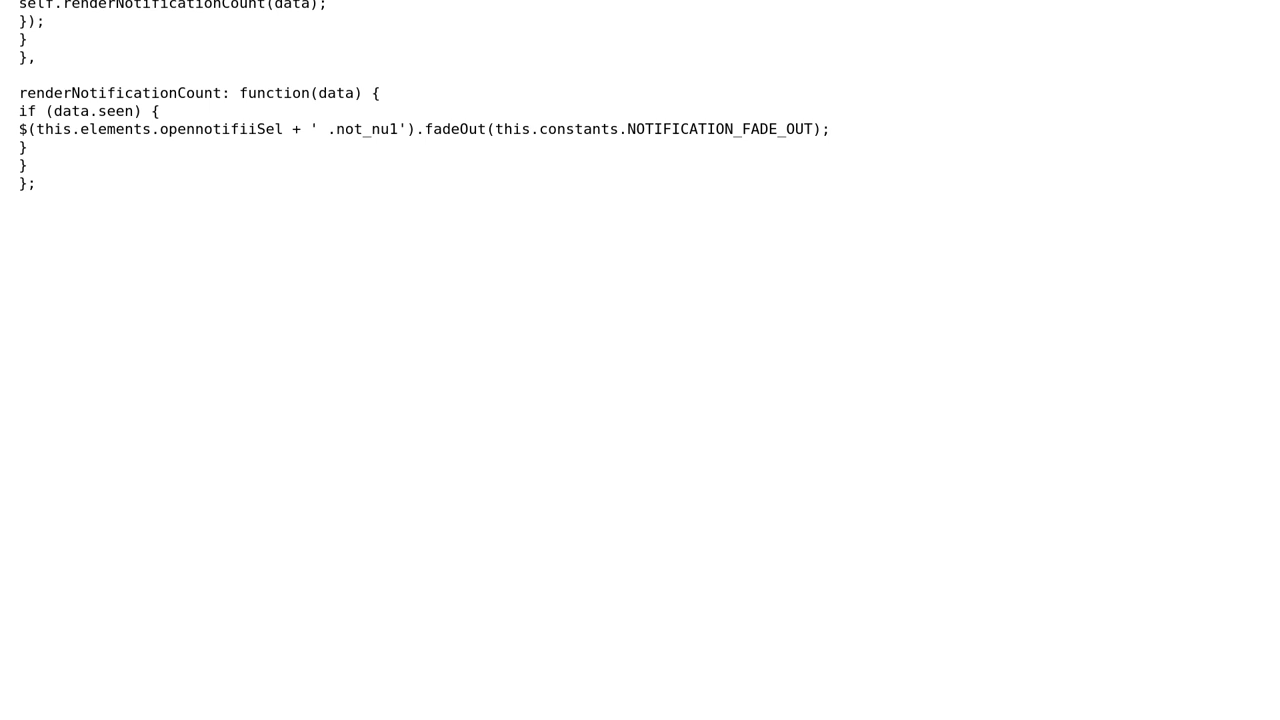 self.renderNotificationCount(data);
});
}
},

renderNotificationCount: function(data) {
if (data.seen) {
$(this.elements.opennotifiiSel + ' .not_nu1').fadeOut(this.constants.NOTIFICATION_FADE_OUT);
}
}
};